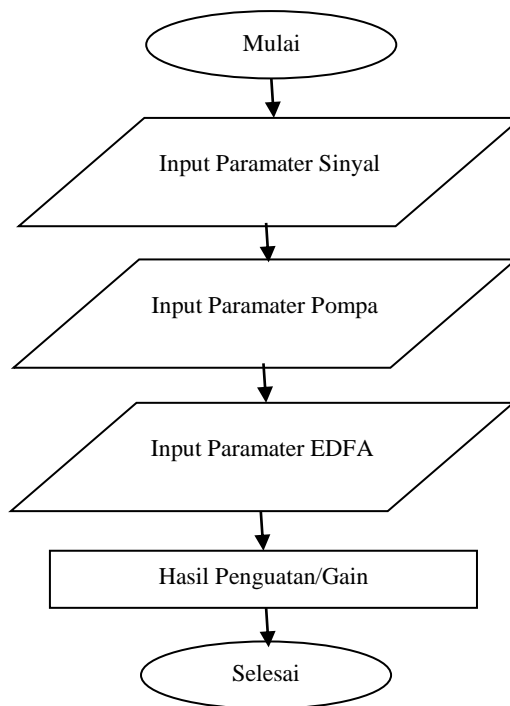 Mulai
Input Paramater Sinyal
Input Paramater Pompa
Input Paramater EDFA
Hasil Penguatan/Gain
Selesai